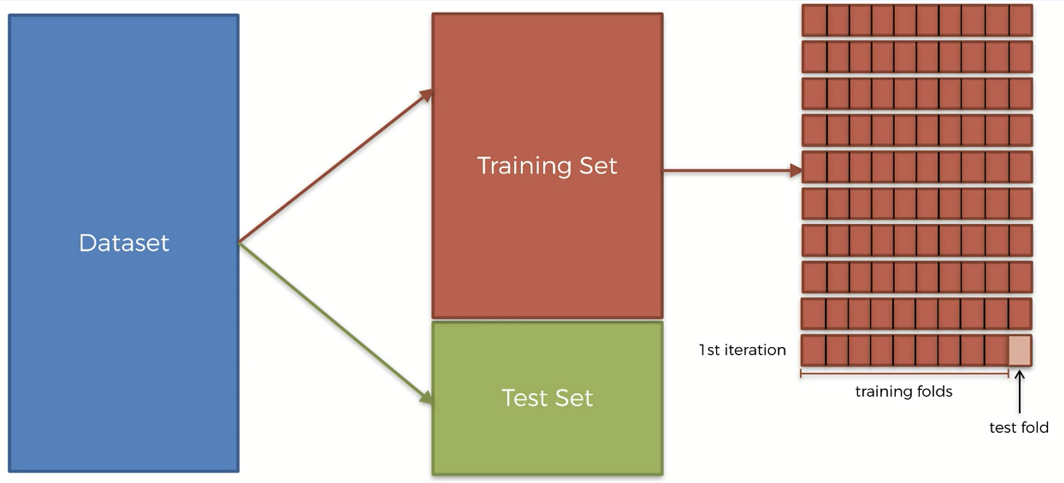 Dataset
Training Set
Test Set
1st iteration
training folds
test fold